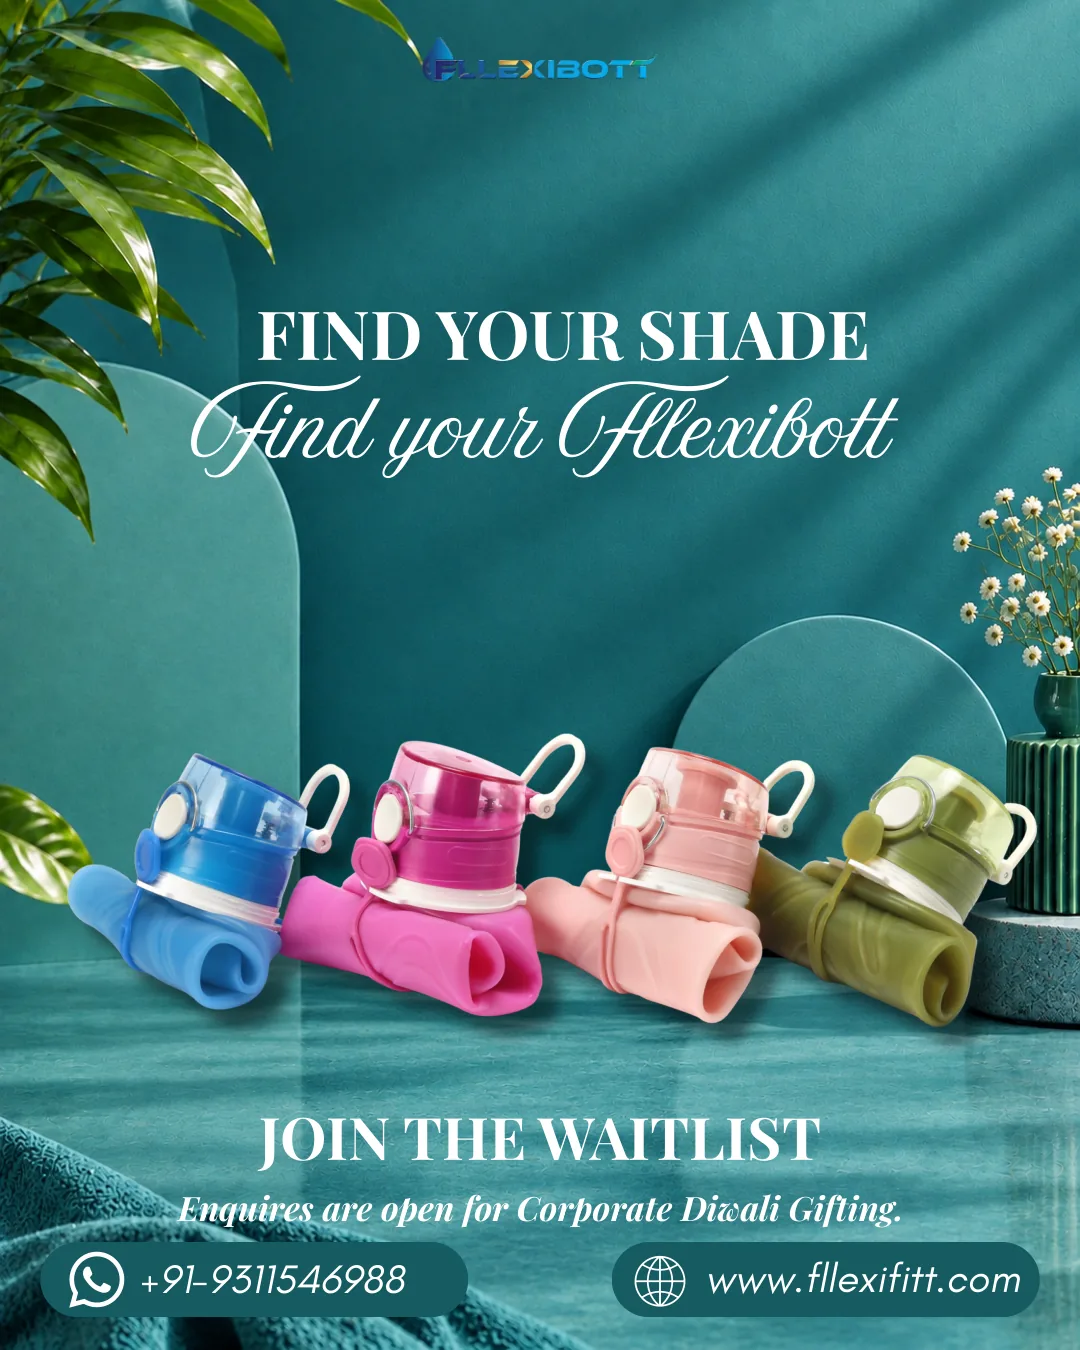 FLLEXIBOTT
FIND YOUR SHADE
Find your Fllexibott
JOIN THE WAITLIST
Enquires are open for Corporate Diwali Gifting.
+91-9311546988
www.fllexifitt.com